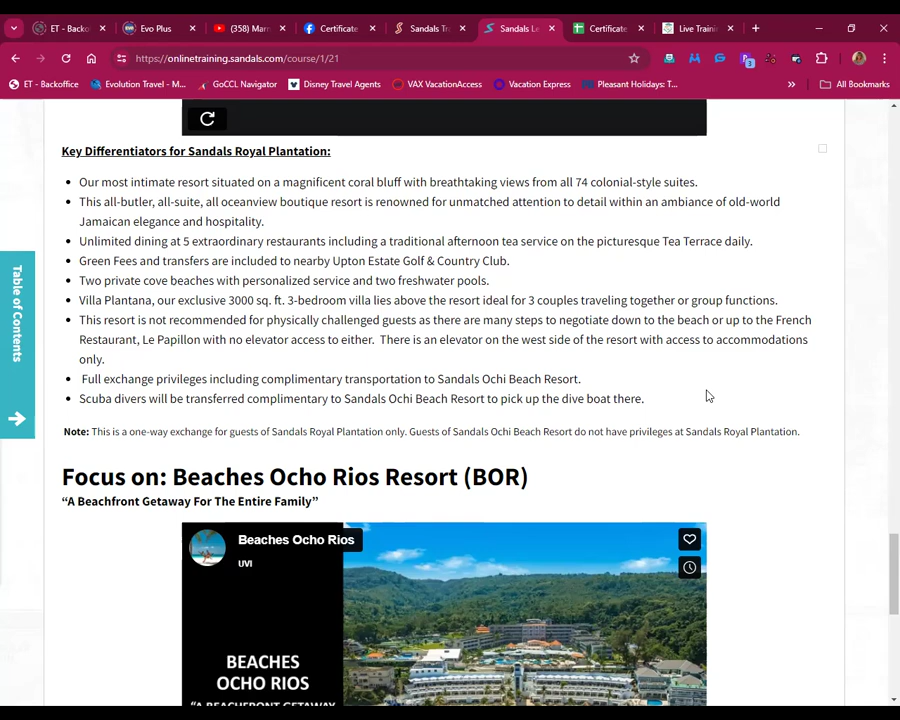 ET - Backo
Evo Plus
(358) Mar
Certificate
Sandals Tr
Sandals Le
Certificate
Live Train
https://onlinetraining.sandals.com/course/1/21
ET - Backoffice
Evolution Travel - M...
GoCCL Navigator
Disney Travel Agents
VAX VacationAccess
Vacation Express
Pleasant Holidays: T...
All Bookmarks
Key Differentiators for Sandals Royal Plantation:
Our most intimate resort situated on a magnificent coral bluff with breathtaking views from all 74 colonial-style suites.
This all-butler, all-suite, all oceanview boutique resort is renowned for unmatched attention to detail within an ambiance of old-world
Jamaican elegance and hospitality.
Unlimited dining at 5 extraordinary restaurants including a traditional afternoon tea service on the picturesque Tea Terrace daily.
Green Fees and transfers are included to nearby Upton Estate Golf & Country Club.
Two private cove beaches with personalized service and two freshwater pools.
Villa Plantana, our exclusive 3000 sq. ft. 3-bedroom villa lies above the resort ideal for 3 couples traveling together or group functions.
This resort is not recommended for physically challenged guests as there are many steps to negotiate down to the beach or up to the French
Restaurant, Le Papillon with no elevator access to either. There is an elevator on the west side of the resort with access to accommodations
only.
Full exchange privileges including complimentary transportation to Sandals Ochi Beach Resort.
Scuba divers will be transferred complimentary to Sandals Ochi Beach Resort to pick up the dive boat there.
Note: This is a one-way exchange for guests of Sandals Royal Plantation only. Guests of Sandals Ochi Beach Resort do not have privileges at Sandals Royal Plantation.
Table of Contents
Focus on: Beaches Ocho Rios Resort (BOR)
“A Beachfront Getaway For The Entire Family”
Beaches Ocho Rios
UVI
BEACHES
OCHO RIOS
“A BEACHFRONT GETAWAY